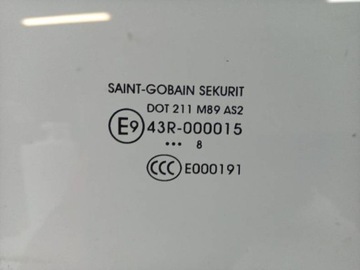 SAINT-GOBAIN SEKURIT
DOT 211 M89 AS2
E9 43R-000015
••• 8
CCC E000191